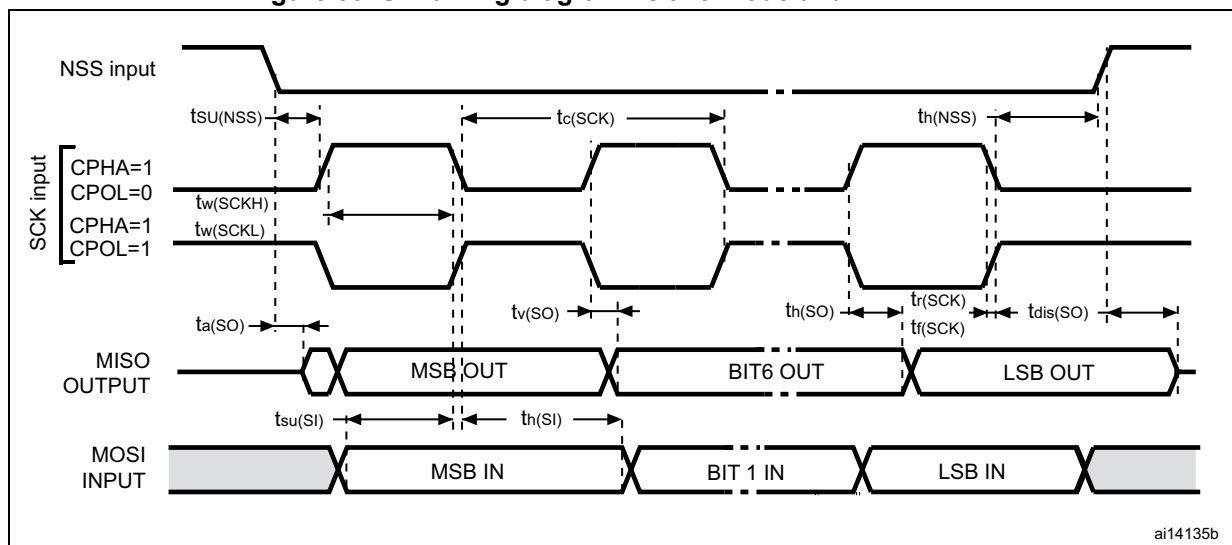 NSS input
tSU(NSS)
tc(SCK)
th(NSS)
SCK input
CPHA=1
CPOL=0
tw(SCKH)
CPHA=1
tw(SCKL)
CPOL=1
ta(SO)
tv(SO)
th(SO)
tr(SCK)
tf(SCK)
tdis(SO)
MISO
OUTPUT
MSB OUT
BIT6 OUT
LSB OUT
tsu(SI)
th(SI)
MOSI
INPUT
MSB IN
BIT 1 IN
LSB IN
ai14135b